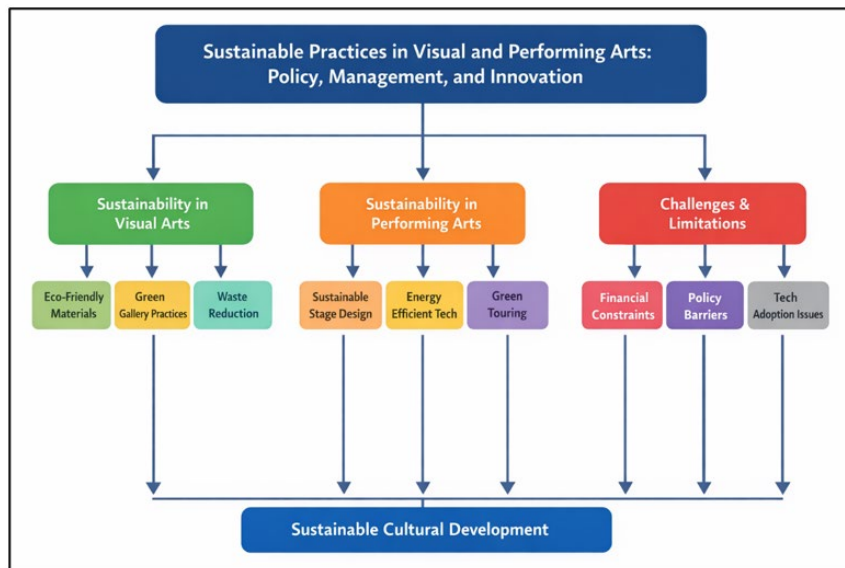 Sustainable Practices in Visual and Performing Arts:
Policy, Management, and Innovation
Sustainability in
Visual Arts
Sustainability in
Performing Arts
Challenges &
Limitations
Eco-Friendly
Materials
Green
Gallery Practices
Waste
Reduction
Sustainable
Stage Design
Energy
Efficient Tech
Green
Touring
Financial
Constraints
Policy
Barriers
Tech
Adoption Issues
Sustainable Cultural Development